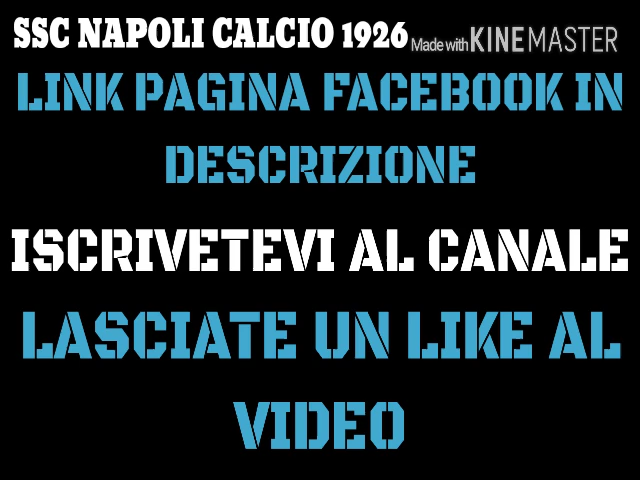 SSC NAPOLI CALCIO 1926 Made with KINEMASTER
LINK PAGINA FACEBOOK IN
DESCRIZIONE
ISCRIVETEVI AL CANALE
LASCIATE UN LIKE AL
VIDEO